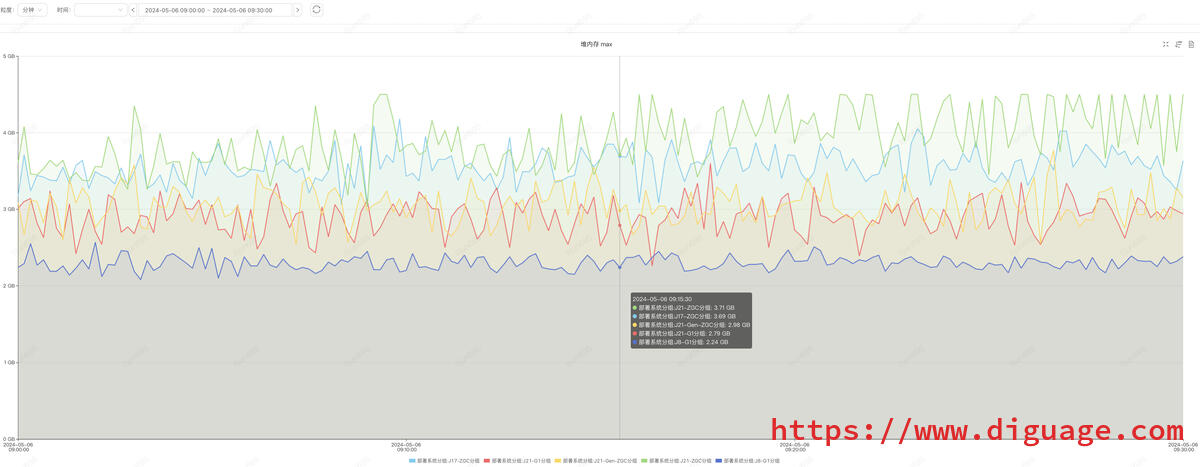 粒度: 分钟 时间: 2024-05-06 09:00:00 ~ 2024-05-06 09:30:00
堆内存 max
5 GB
4 GB
3 GB
2 GB
1 GB
0 GB
2024-05-06 15:30
部署系统分组:J21-ZGC分组: 3.71 GB
部署系统分组:J17-ZGC分组: 3.69 GB
部署系统分组:J21-Gen-ZGC分组: 2.98 GB
部署系统分组:J21-G1分组: 2.79 GB
部署系统分组:J8-G1分组: 2.24 GB
https://www.diguage.com
2024-05-06
09:00:00
2024-05-06
09:10:00
2024-05-06
09:20:00
2024-05-06
09:30:00
部署系统分组:J17-ZGC分组 部署系统分组:J21-G1分组 部署系统分组:J21-Gen-ZGC分组 部署系统分组:J21-ZGC分组 部署系统分组:J8-G1分组